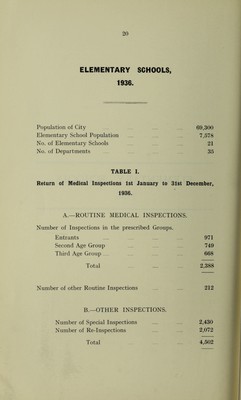 20
ELEMENTARY SCHOOLS,
1936.
Population of City ... ... ... 69,300
Elementary School Population ... ... ... 7,578
No. of Elementary Schools ... ... ... 21
No. of Departments ... ... ... 35
TABLE I.
Return of Medical Inspections 1st January to 31st December,
1936.
A.—ROUTINE MEDICAL INSPECTIONS.
Number of Inspections in the prescribed Groups.
Entrants ... ... ... 971
Second Age Group ... ... ... 749
Third Age Group ... ... ... 668
Total ... ... 2,388
Number of other Routine Inspections ... ... 212
B.—OTHER INSPECTIONS.
Number of Special Inspections ... ... 2,430
Number of Re-Inspections ... ... 2,072
Total ... ... 4,502